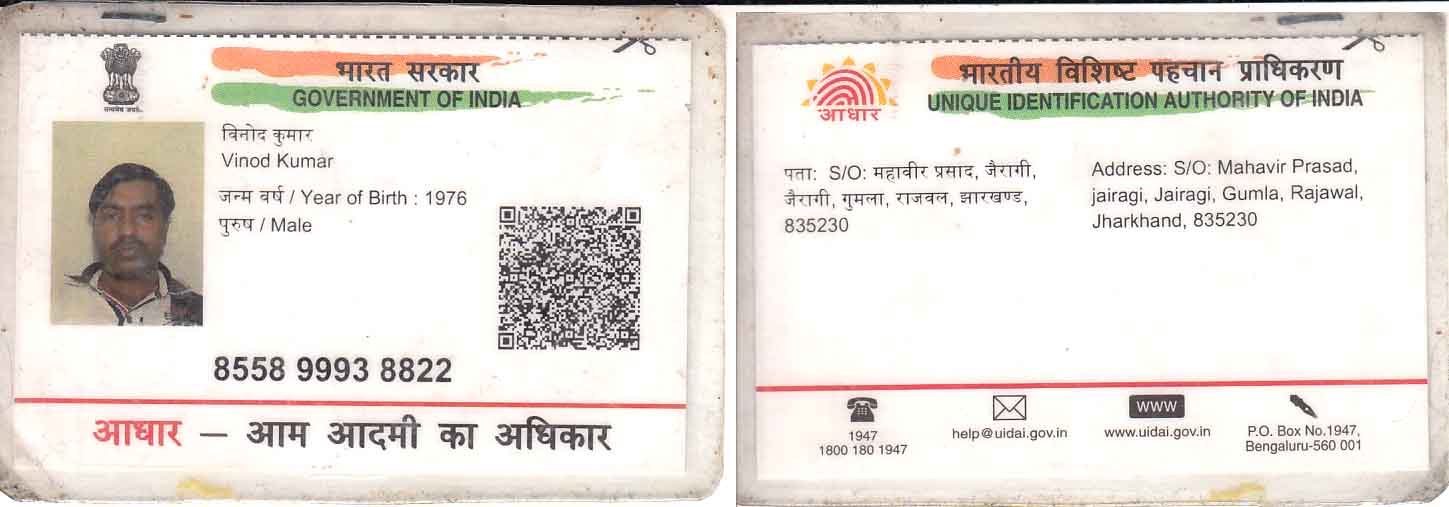 सत्यमेव जयते
भारत सरकार
GOVERNMENT OF INDIA
विनोद कुमार
Vinod Kumar
जन्म वर्ष / Year of Birth : 1976
पुरुष / Male
8558 9993 8822
आधार – आम आदमी का अधिकार
आधार
भारतीय विशिष्ट पहचान प्राधिकरण
UNIQUE IDENTIFICATION AUTHORITY OF INDIA
पता: S/O: महावीर प्रसाद, जैरागी,
जैरागी, गुमला, राजवल, झारखण्ड,
835230
Address: S/O: Mahavir Prasad,
jairagi, Jairagi, Gumla, Rajawal,
Jharkhand, 835230
1947
1800 180 1947
help@uidai.gov.in
www
www.uidai.gov.in
P.O. Box No.1947,
Bengaluru-560 001